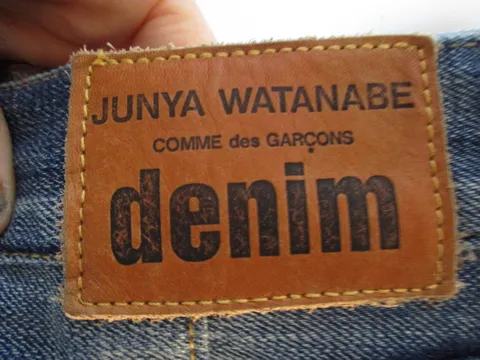 JUNYA WATANABE
COMME des GARÇONS
denim